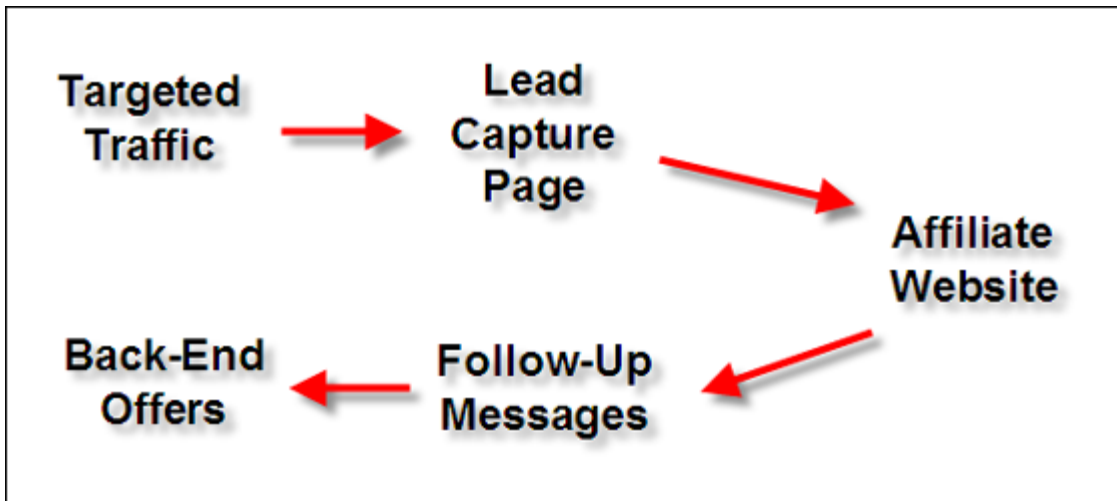 Targeted
Traffic
Lead
Capture
Page
Affiliate
Website
Follow-Up
Messages
Back-End
Offers